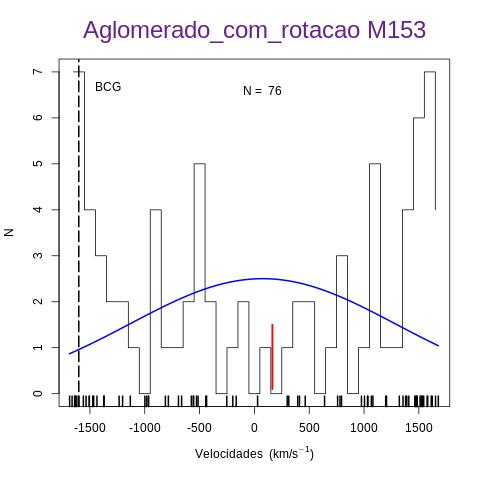 Aglomerado_com_rotacao M153
BCG
N = 76
7
6
5
4
3
2
1
0
N
-1500 -1000 -500 0 500 1000 1500
Velocidades (km/s⁻¹)